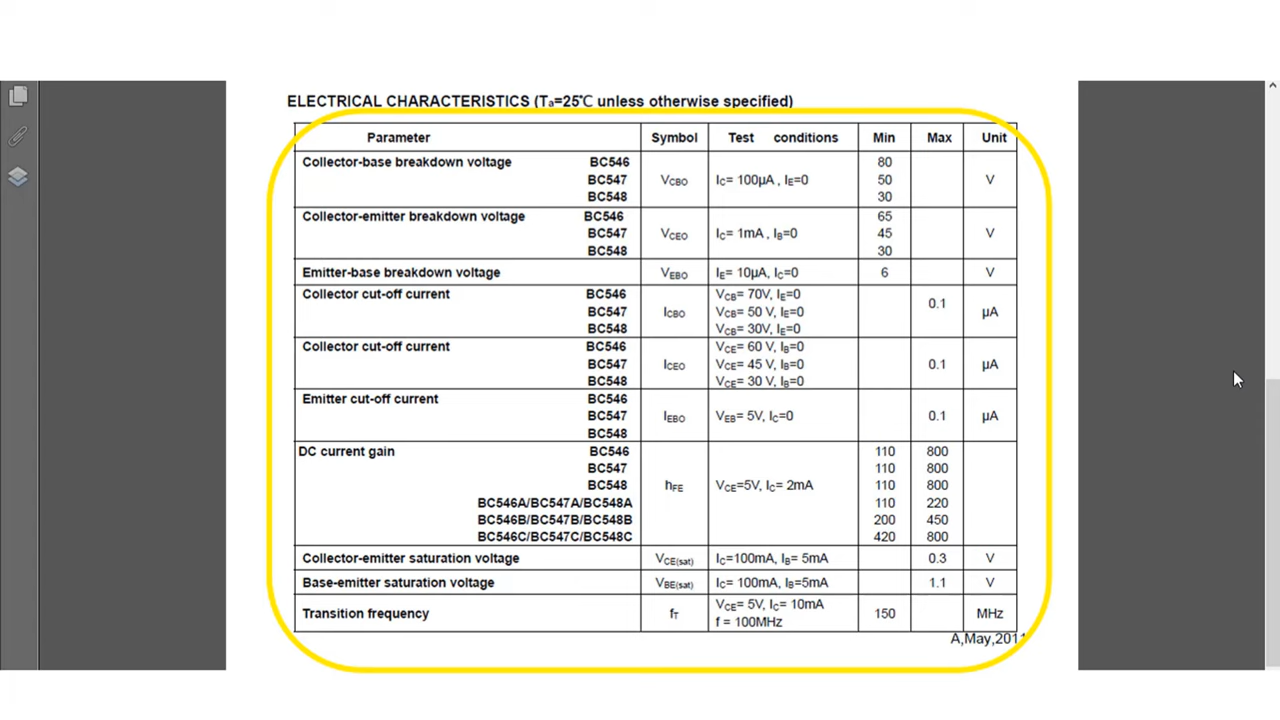 ELECTRICAL CHARACTERISTICS (Ta=25℃ unless otherwise specified)
Parameter Symbol Test conditions Min Max Unit
Collector-base breakdown voltage BC546 80
BC547 VCBO IC= 100μA , IE=0 50 V
BC548 30
Collector-emitter breakdown voltage BC546 65
BC547 VCEO IC= 1mA , IB=0 45 V
BC548 30
Emitter-base breakdown voltage VEBO IE= 10μA, IC=0 6 V
Collector cut-off current BC546 VCB= 70V, IE=0 0.1
BC547 ICBO VCB= 50 V, IE=0 μA
BC548 VCB= 30V, IE=0
Collector cut-off current BC546 VCE= 60 V, IB=0
BC547 ICEO VCE= 45 V, IB=0 0.1 μA
BC548 VCE= 30 V, IB=0
Emitter cut-off current BC546
BC547 IEBO VEB= 5V, IC=0 0.1 μA
BC548
DC current gain BC546 110 800
BC547 110 800
BC548 hFE VCE=5V, IC= 2mA 110 800
BC546A/BC547A/BC548A 110 220
BC546B/BC547B/BC548B 200 450
BC546C/BC547C/BC548C 420 800
Collector-emitter saturation voltage VCE(sat) IC=100mA, IB= 5mA 0.3 V
Base-emitter saturation voltage VBE(sat) IC= 100mA, IB=5mA 1.1 V
Transition frequency fT VCE= 5V, IC= 10mA 150 MHz
f = 100MHz
A,May,2011